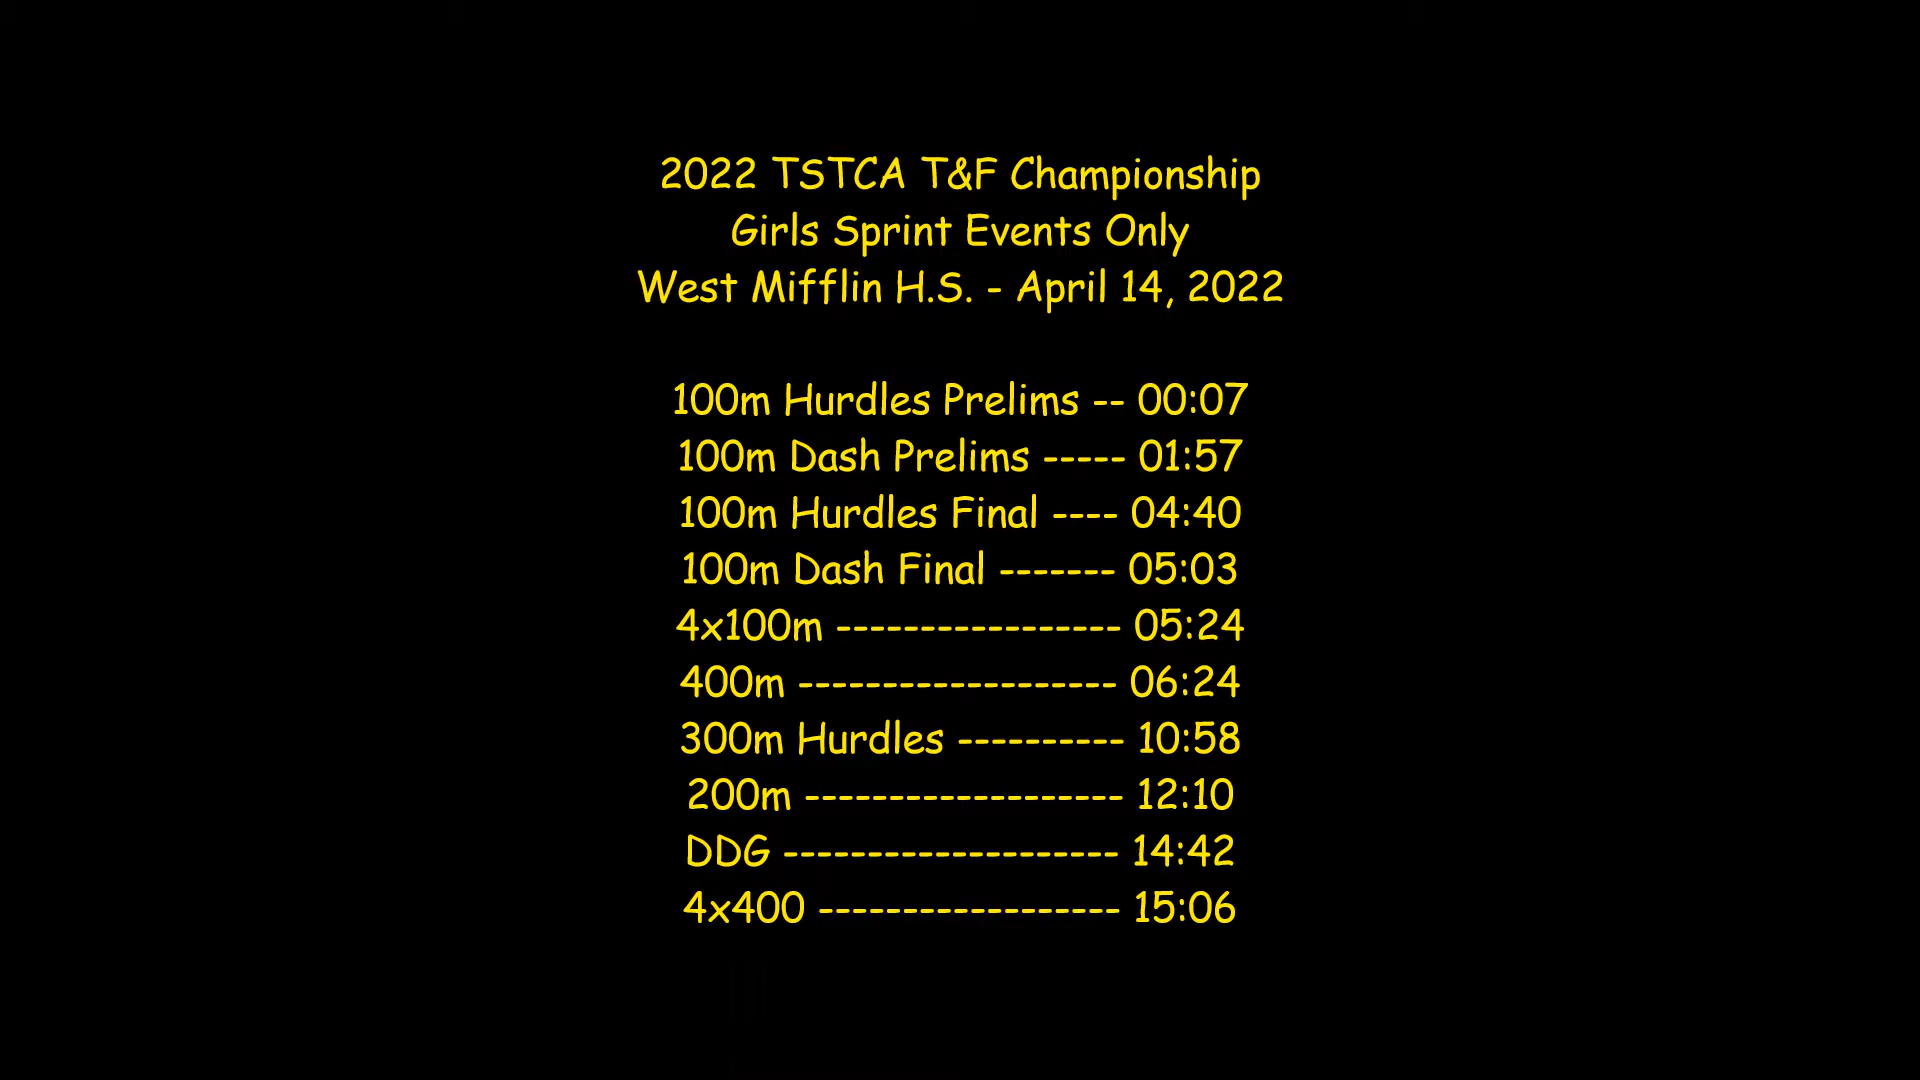 2022 TSTCA T&F Championship
Girls Sprint Events Only
West Mifflin H.S. - April 14, 2022
100m Hurdles Prelims -- 00:07
100m Dash Prelims ----- 01:57
100m Hurdles Final ---- 04:40
100m Dash Final ------- 05:03
4x100m ----------------- 05:24
400m ------------------- 06:24
300m Hurdles ---------- 10:58
200m ------------------- 12:10
DDG -------------------- 14:42
4x400 ------------------ 15:06